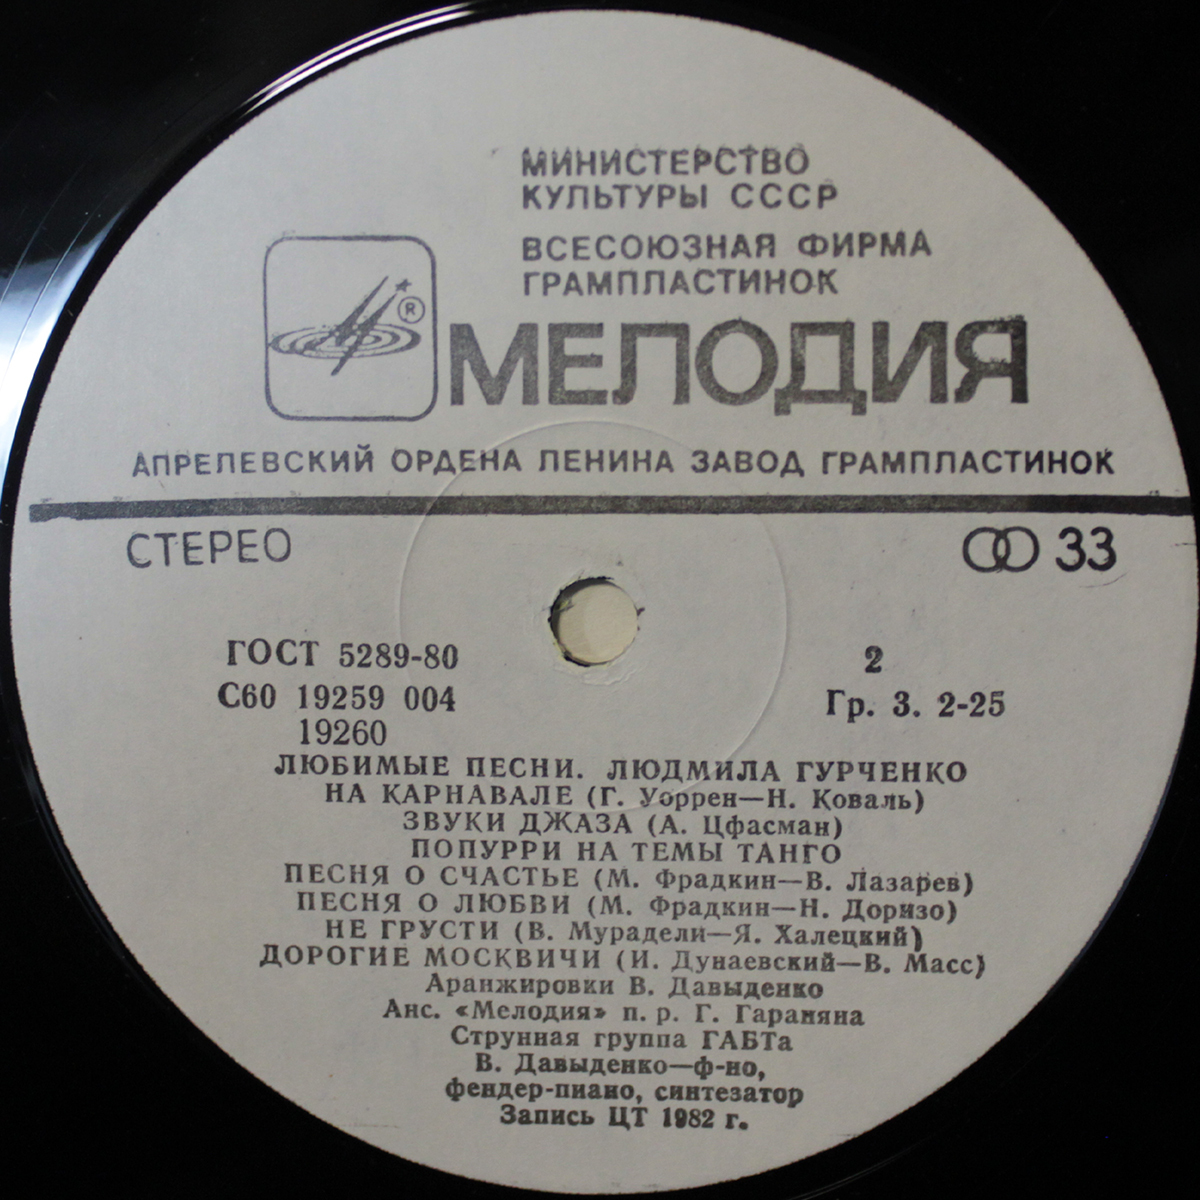 МИНИСТЕРСТВО
КУЛЬТУРЫ СССР
ВСЕСОЮЗНАЯ ФИРМА
ГРАМПЛАСТИНОК
®
МЕЛОДИЯ
АПРЕЛЕВСКИЙ ОРДЕНА ЛЕНИНА ЗАВОД ГРАМПЛАСТИНОК
СТЕРЕО 33
ГОСТ 5289-80 2
С60 19259 004 Гр. 3. 2-25
19260
ЛЮБИМЫЕ ПЕСНИ. ЛЮДМИЛА ГУРЧЕНКО
НА КАРНАВАЛЕ (Г. Уоррен—Н. Коваль)
ЗВУКИ ДЖАЗА (А. Цфасман)
ПОПУРРИ НА ТЕМЫ ТАНГО
ПЕСНЯ О СЧАСТЬЕ (М. Фрадкин—В. Лазарев)
ПЕСНЯ О ЛЮБВИ (М. Фрадкин—Н. Доризо)
НЕ ГРУСТИ (В. Мурадели—Я. Халецкий)
ДОРОГИЕ МОСКВИЧИ (И. Дунаевский—В. Масс)
Аранжировки В. Давыденко
Анс. «Мелодия» п. р. Г. Гараняна
Струнная группа ГАБТа
В. Давыденко—ф-но,
фендер-пиано, синтезатор
Запись ЦТ 1982 г.